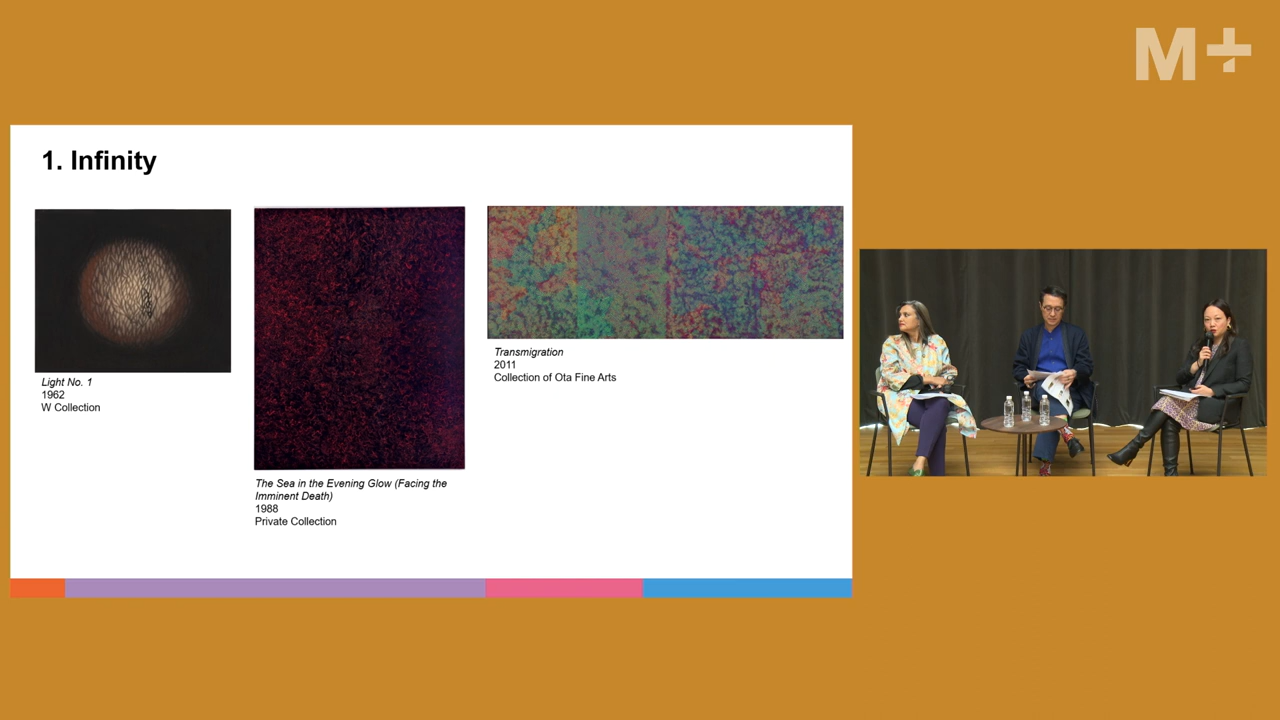 M+
1. Infinity
Light No. 1
1962
W Collection
The Sea in the Evening Glow (Facing the
Imminent Death)
1988
Private Collection
Transmigration
2011
Collection of Ota Fine Arts